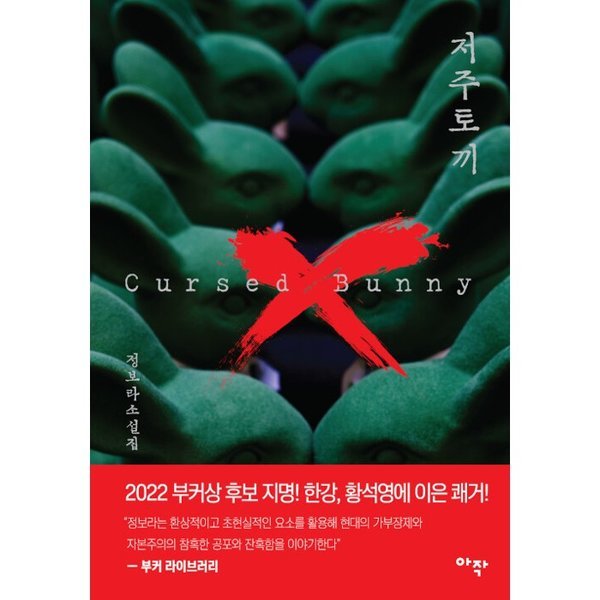 저주토끼
Cursed Bunny
정보라소설집
2022 부커상 후보 지명! 한강, 황석영에 이은 쾌거!
“정보라는 환상적이고 초현실적인 요소를 활용해 현대의 가부장제와
자본주의의 참혹한 공포와 잔혹함을 이야기한다”
— 부커 라이브러리
아작